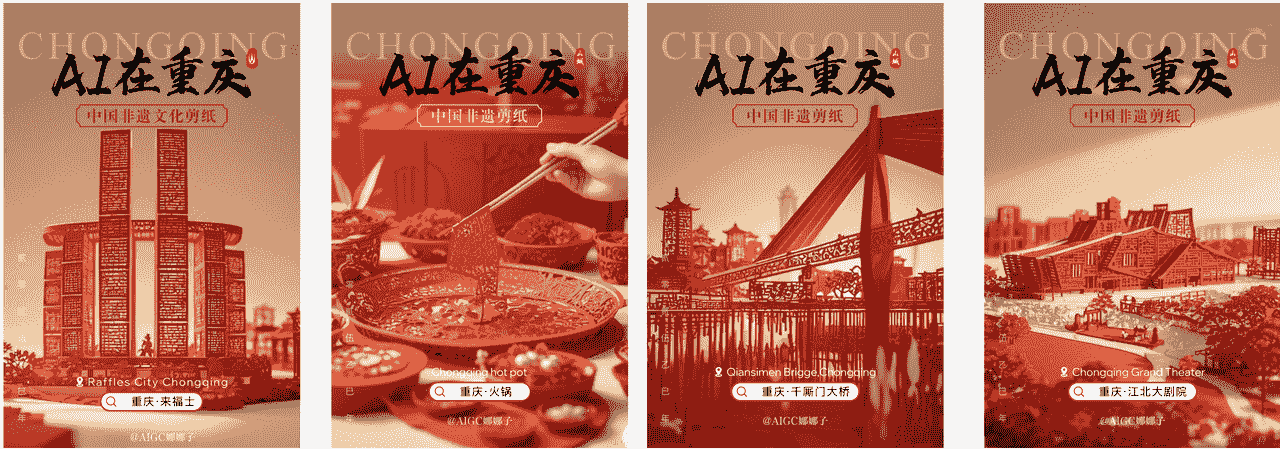 CHONGQING
AI在重庆
中国非遗文化剪纸
Raffles City Chongqing
重庆·来福士
@AIGC娜娜子
CHONGQING
AI在重庆
中国非遗剪纸
Chongqing hot pot
重庆·火锅
@AIGC娜娜子
CHONGQING
AI在重庆
中国非遗剪纸
Qiansimen Brigge,Chongqing
重庆·千厮门大桥
@AIGC娜娜子
CHONGQING
AI在重庆
中国非遗剪纸
Chongqing Grand Theater
重庆·江北大剧院
@AIGC娜娜子